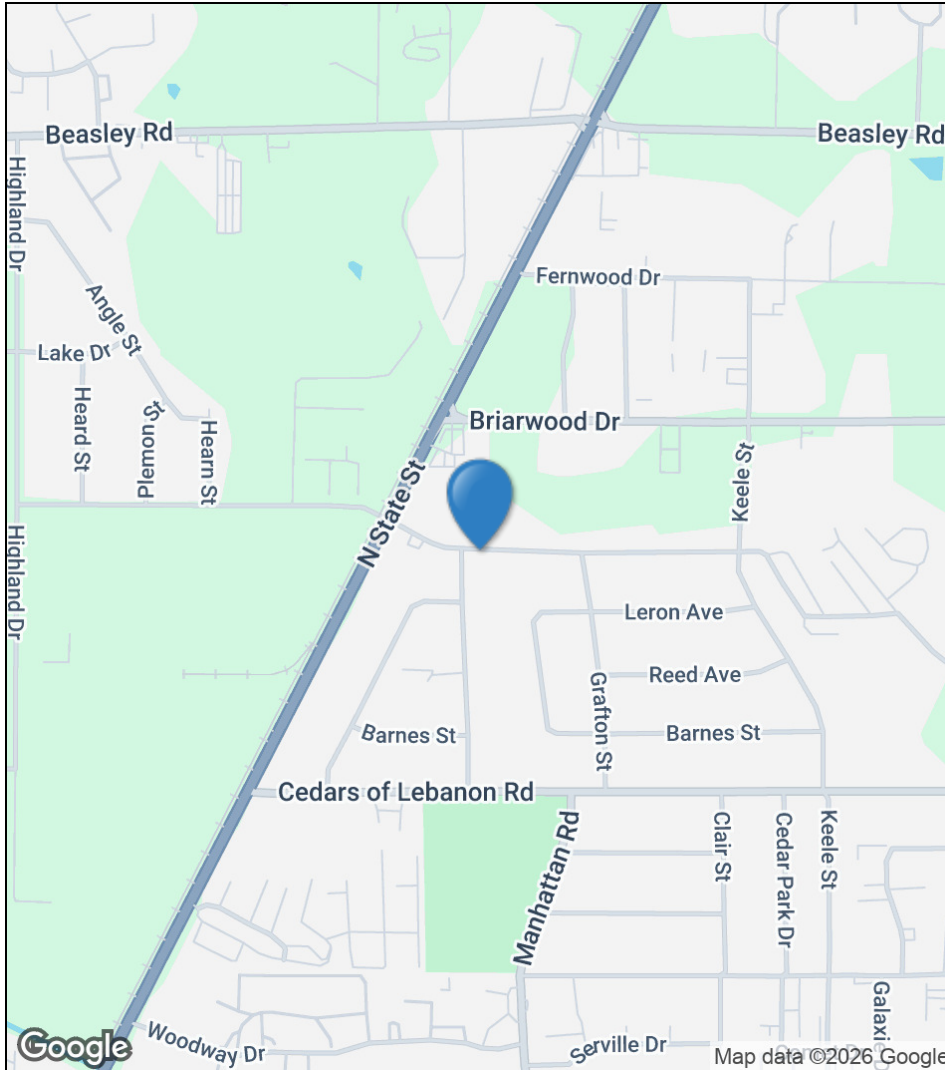 Beasley Rd
Beasley Rd
Highland Dr
Fernwood Dr
Angle St
Lake Dr
Heard St
Plemmon St
Hearn St
Briarwood Dr
Keele St
N State St
Highland Dr
Leron Ave
Reed Ave
Grafton St
Barnes St
Barnes St
Cedars of Lebanon Rd
Manhattan Rd
Clair St
Cedar Park Dr
Keele St
Galaxie
Woodway Dr
Serville Dr
Google
Map data ©2026 Google